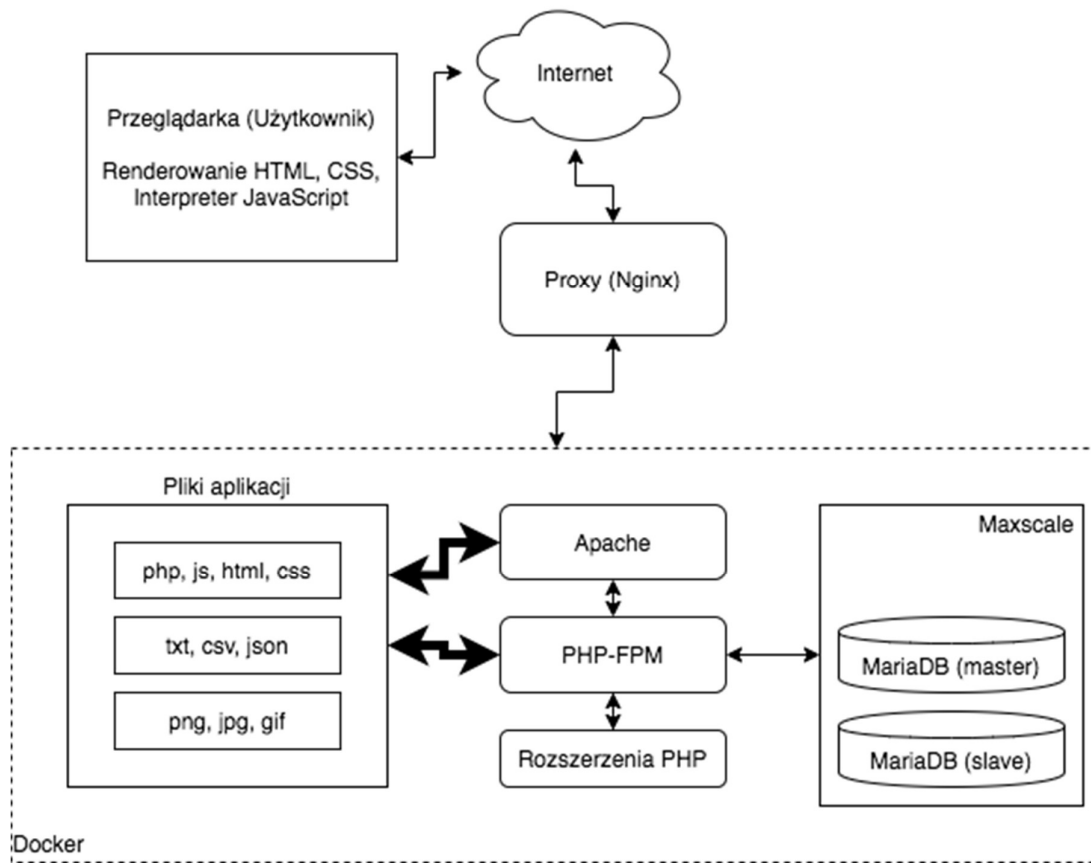 Internet
Przeglądarka (Użytkownik)
Renderowanie HTML, CSS,
Interpreter JavaScript
Proxy (Nginx)
Pliki aplikacji
php, js, html, css
txt, csv, json
png, jpg, gif
Apache
PHP-FPM
Rozszerzenia PHP
Maxscale
MariaDB (master)
MariaDB (slave)
Docker